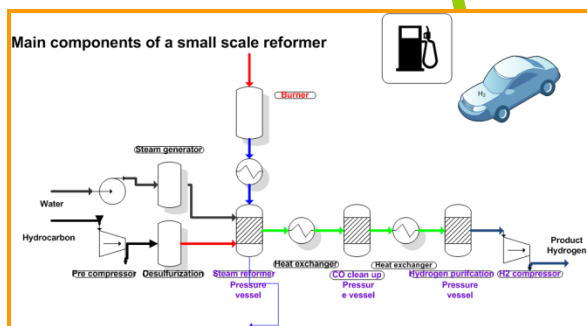 Main components of a small scale reformer
H2
Burner
Steam generator
Water
Hydrocarbon
Product
Hydrogen
Pre compressor
Desulfurization
Steam reformer
Pressure
vessel
Heat exchanger
CO clean up
Pressur
e vessel
Heat exchanger
Hydrogen purifcation
Pressure
vessel
H2 compressor